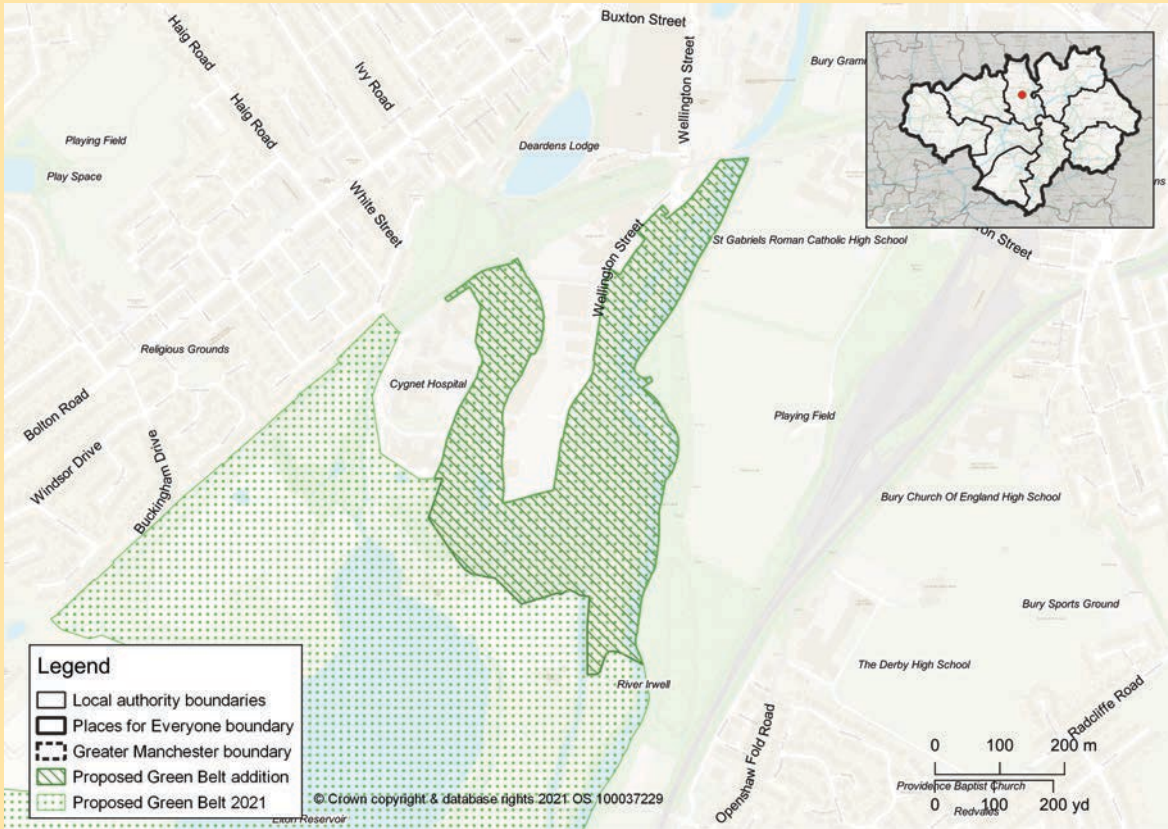 Buxton Street
Haig Road
Ivy Road
Wellington Street
Bury Gram
Haig Road
Playing Field
Deardens Lodge
Play Space
White Street
ns
on Street
St Gabriels Roman Catholic High School
Wellington Street
Religious Grounds
Cygnet Hospital
Bolton Road
Playing Field
Windsor Drive
Buckingham Drive
Bury Church Of England High School
Bury Sports Ground
The Derby High School
River Irwell
Radcliffe Road
Openshaw Fold Road
Legend
Local authority boundaries
Places for Everyone boundary
Greater Manchester boundary
Proposed Green Belt addition
Proposed Green Belt 2021
© Crown copyright & database rights 2021 OS 100037229
Elton Reservoir
0 100 200 m
Providence Baptist Church
0 100 200 yd
Redvales